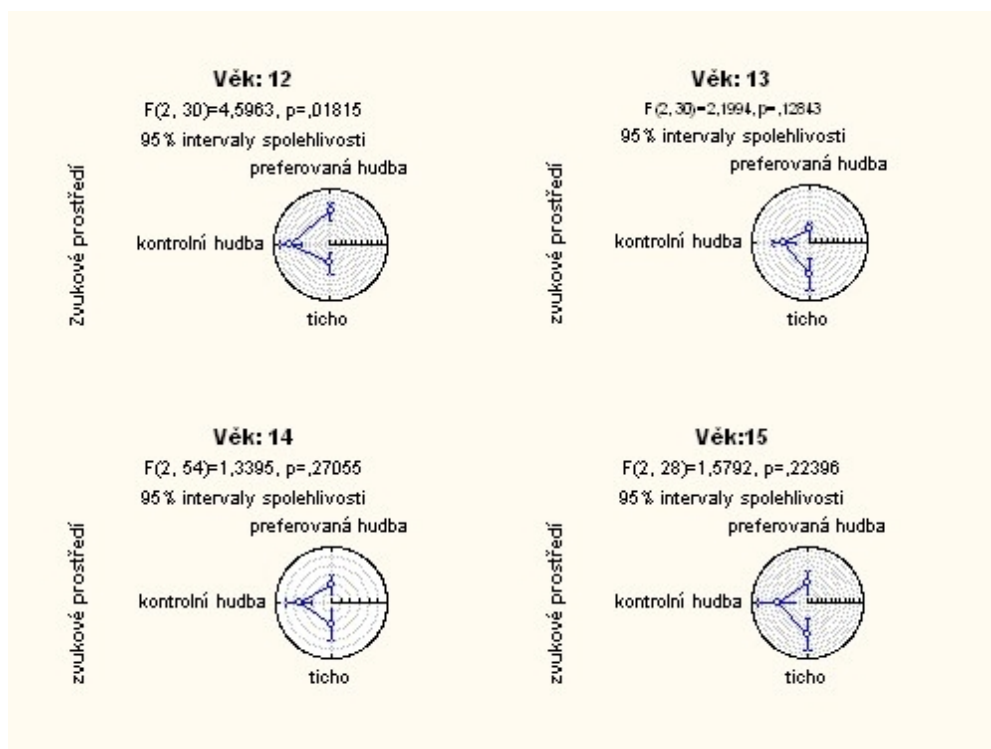 Věk: 12
F(2, 30)=4,5963, p=,01815
95% intervaly spolehlivosti
preferovaná hudba
Zvukové prostředí
kontrolní hudba
ticho
Věk: 13
F(2,30)=2,1994, p=,12843
95% intervaly spolehlivosti
preferovaná hudba
zvukové prostředí
kontrolní hudba
ticho
Věk: 14
F(2, 54)=1,3395, p=,27055
95% intervaly spolehlivosti
preferovaná hudba
zvukové prostředí
kontrolní hudba
ticho
Věk:15
F(2, 28)=1,5792, p=,22396
95% intervaly spolehlivosti
preferovaná hudba
zvukové prostředí
kontrolní hudba
ticho